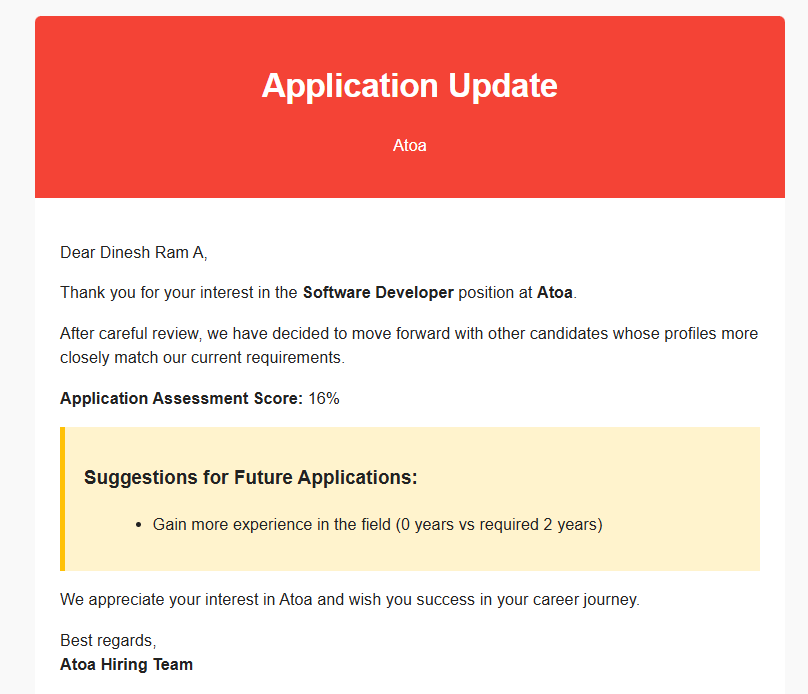 Application Update
Atoa
Dear Dinesh Ram A,
Thank you for your interest in the Software Developer position at Atoa.
After careful review, we have decided to move forward with other candidates whose profiles more
closely match our current requirements.
Application Assessment Score: 16%
Suggestions for Future Applications:
• Gain more experience in the field (0 years vs required 2 years)
We appreciate your interest in Atoa and wish you success in your career journey.
Best regards,
Atoa Hiring Team